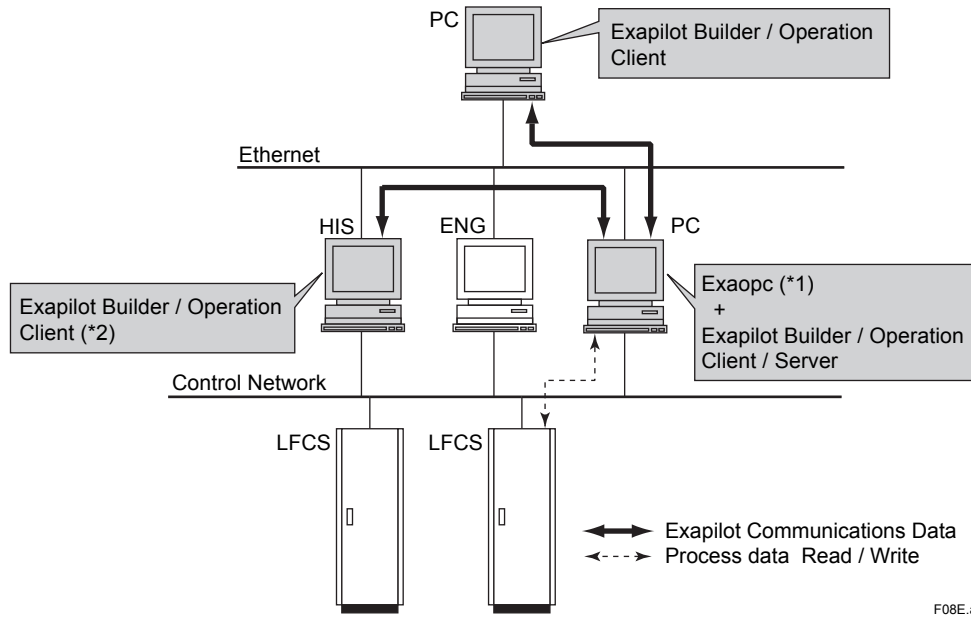 PC
Exapilot Builder / Operation
Client
Ethernet
HIS
ENG
PC
Exapilot Builder / Operation
Client (*2)
Exaopc (*1)
+
Exapilot Builder / Operation
Client / Server
Control Network
LFCS
LFCS
Exapilot Communications Data
Process data Read / Write